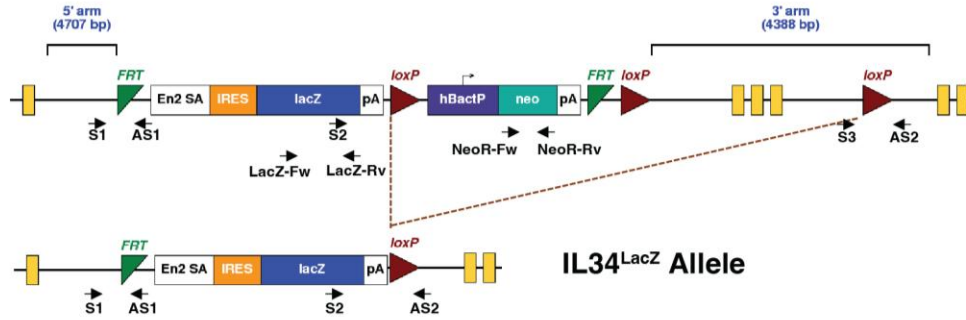 5' arm
(4707 bp)
3' arm
(4388 bp)
FRT
loxP
FRT
loxP
loxP
En2 SA
IRES
lacZ
pA
hBactP
neo
pA
S1
AS1
S2
S3
AS2
LacZ-Fw
LacZ-Rv
NeoR-Fw
NeoR-Rv
FRT
loxP
En2 SA
IRES
lacZ
pA
IL34LacZ Allele
S1
AS1
S2
AS2